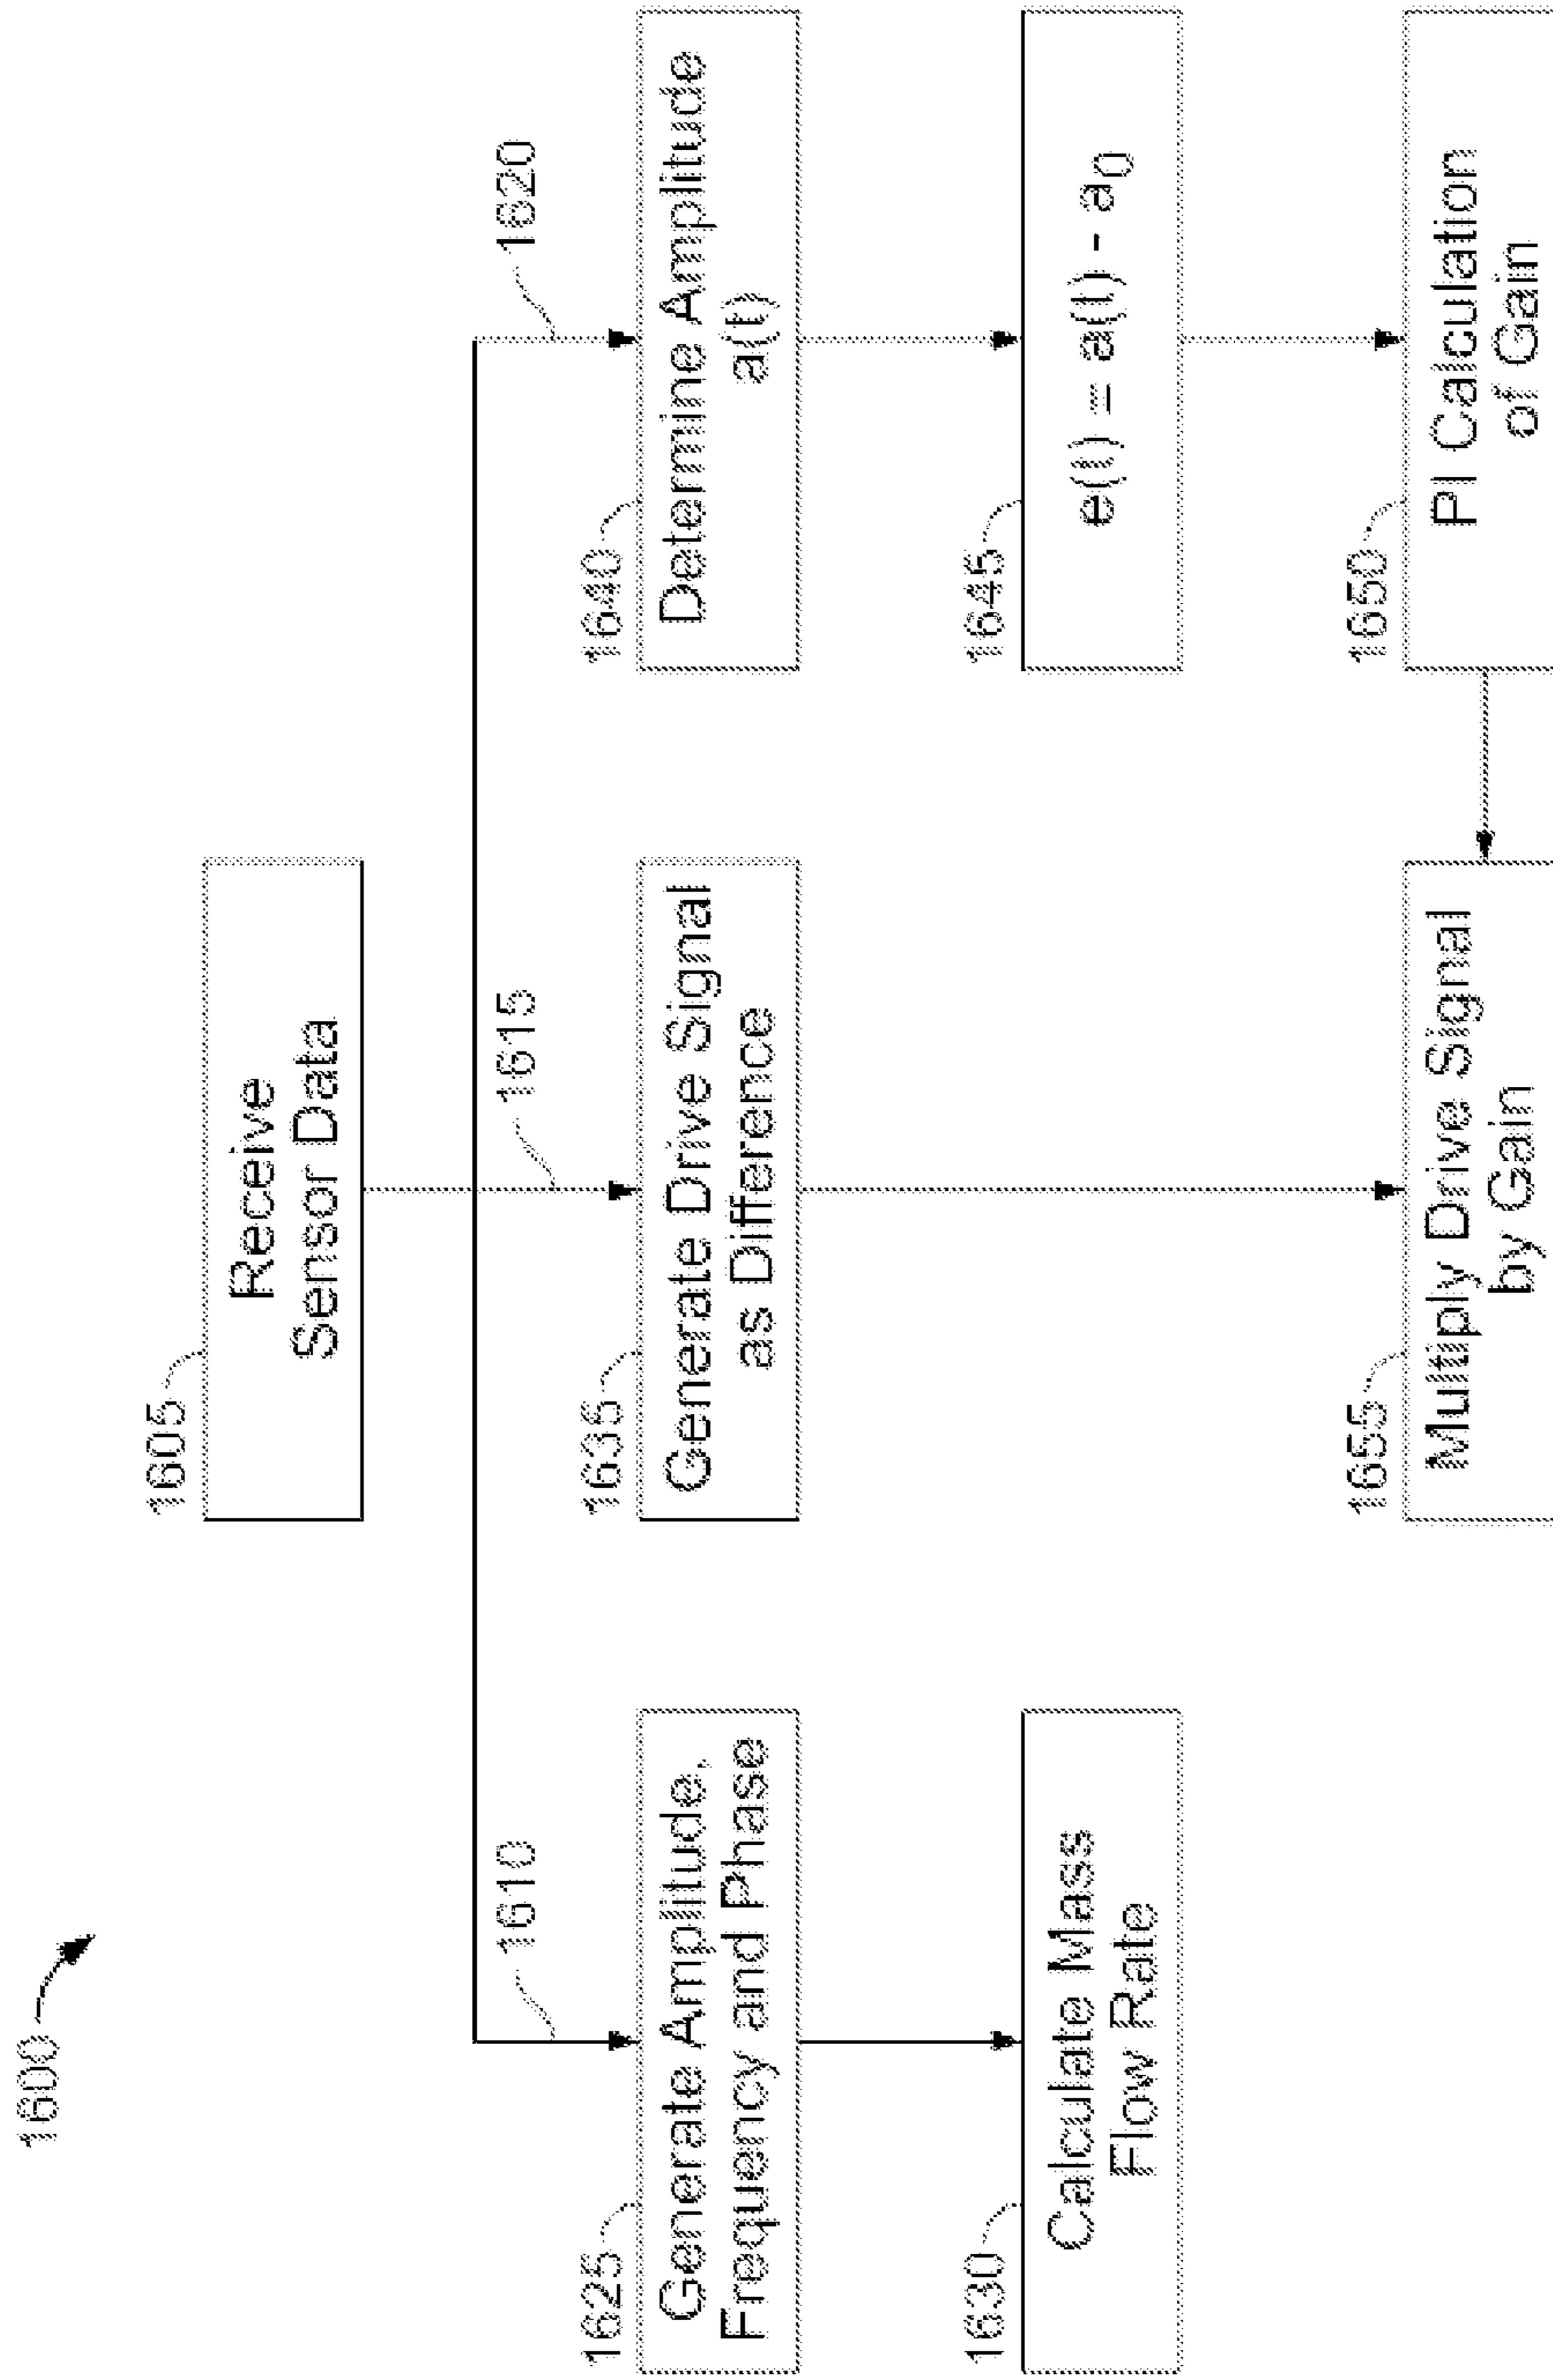 1600
1605
Receive
Sensor Data
1610
1615
1620
1625
Generate Amplitude,
Frequency and Phase
1635
Generate Drive Signal
as Difference
1640
Determine Amplitude
a(t)
1630
Calculate Mass
Flow Rate
1645
e(t) = a(t) - a0
1655
Multiply Drive Signal
by Gain
1650
PI Calculation
of Gain